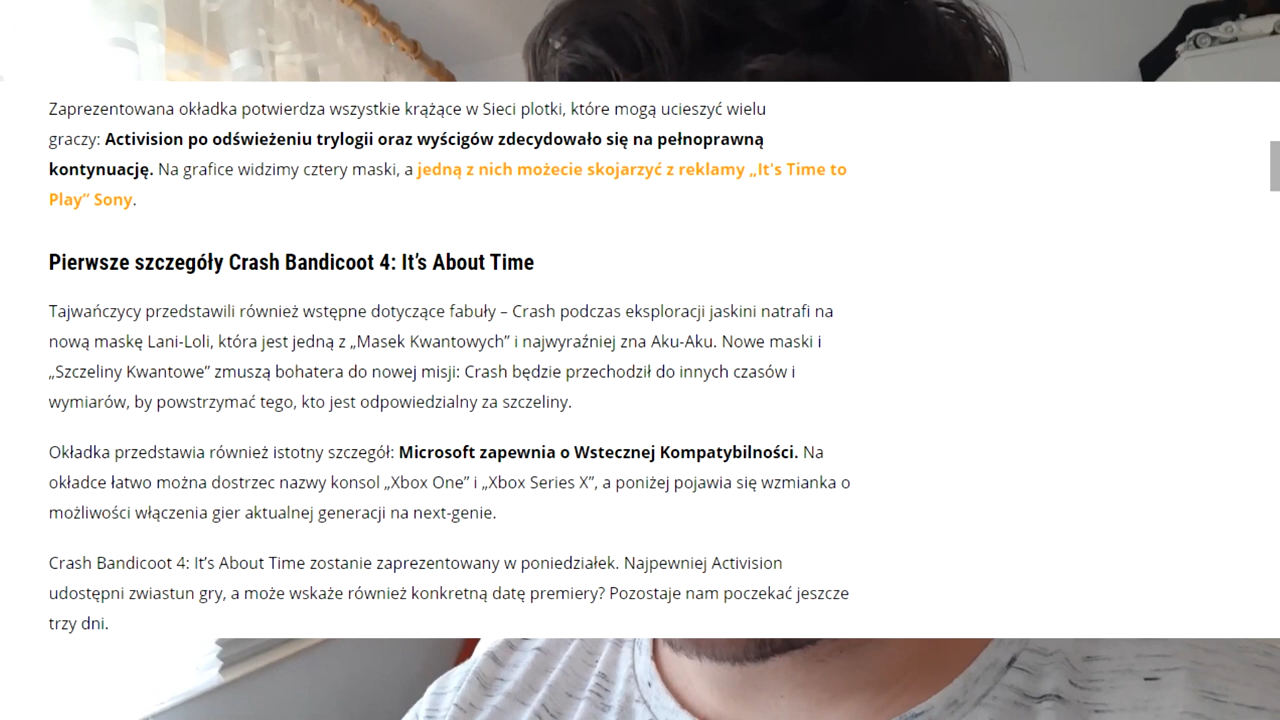 Zaprezentowana okładka potwierdza wszystkie krążące w Sieci plotki, które mogą ucieszyć wielu
graczy: Activision po odświeżeniu trylogii oraz wyścigów zdecydowało się na pełnoprawną
kontynuację. Na grafice widzimy cztery maski, a jedną z nich możecie skojarzyć z reklamy „It's Time to
Play” Sony.
Pierwsze szczegóły Crash Bandicoot 4: It’s About Time
Tajwańczycy przedstawili również wstępne dotyczące fabuły – Crash podczas eksploracji jaskini natrafi na
nową maskę Lani-Loli, która jest jedną z „Masek Kwantowych” i najwyraźniej zna Aku-Aku. Nowe maski i
„Szczeliny Kwantowe” zmuszą bohatera do nowej misji: Crash będzie przechodził do innych czasów i
wymiarów, by powstrzymać tego, kto jest odpowiedzialny za szczeliny.
Okładka przedstawia również istotny szczegół: Microsoft zapewnia o Wstecznej Kompatybilności. Na
okładce łatwo można dostrzec nazwy konsol „Xbox One” i „Xbox Series X”, a poniżej pojawia się wzmianka o
możliwości włączenia gier aktualnej generacji na next-genie.
Crash Bandicoot 4: It’s About Time zostanie zaprezentowany w poniedziałek. Najpewniej Activision
udostępni zwiastun gry, a może wskaże również konkretną datę premiery? Pozostaje nam poczekać jeszcze
trzy dni.